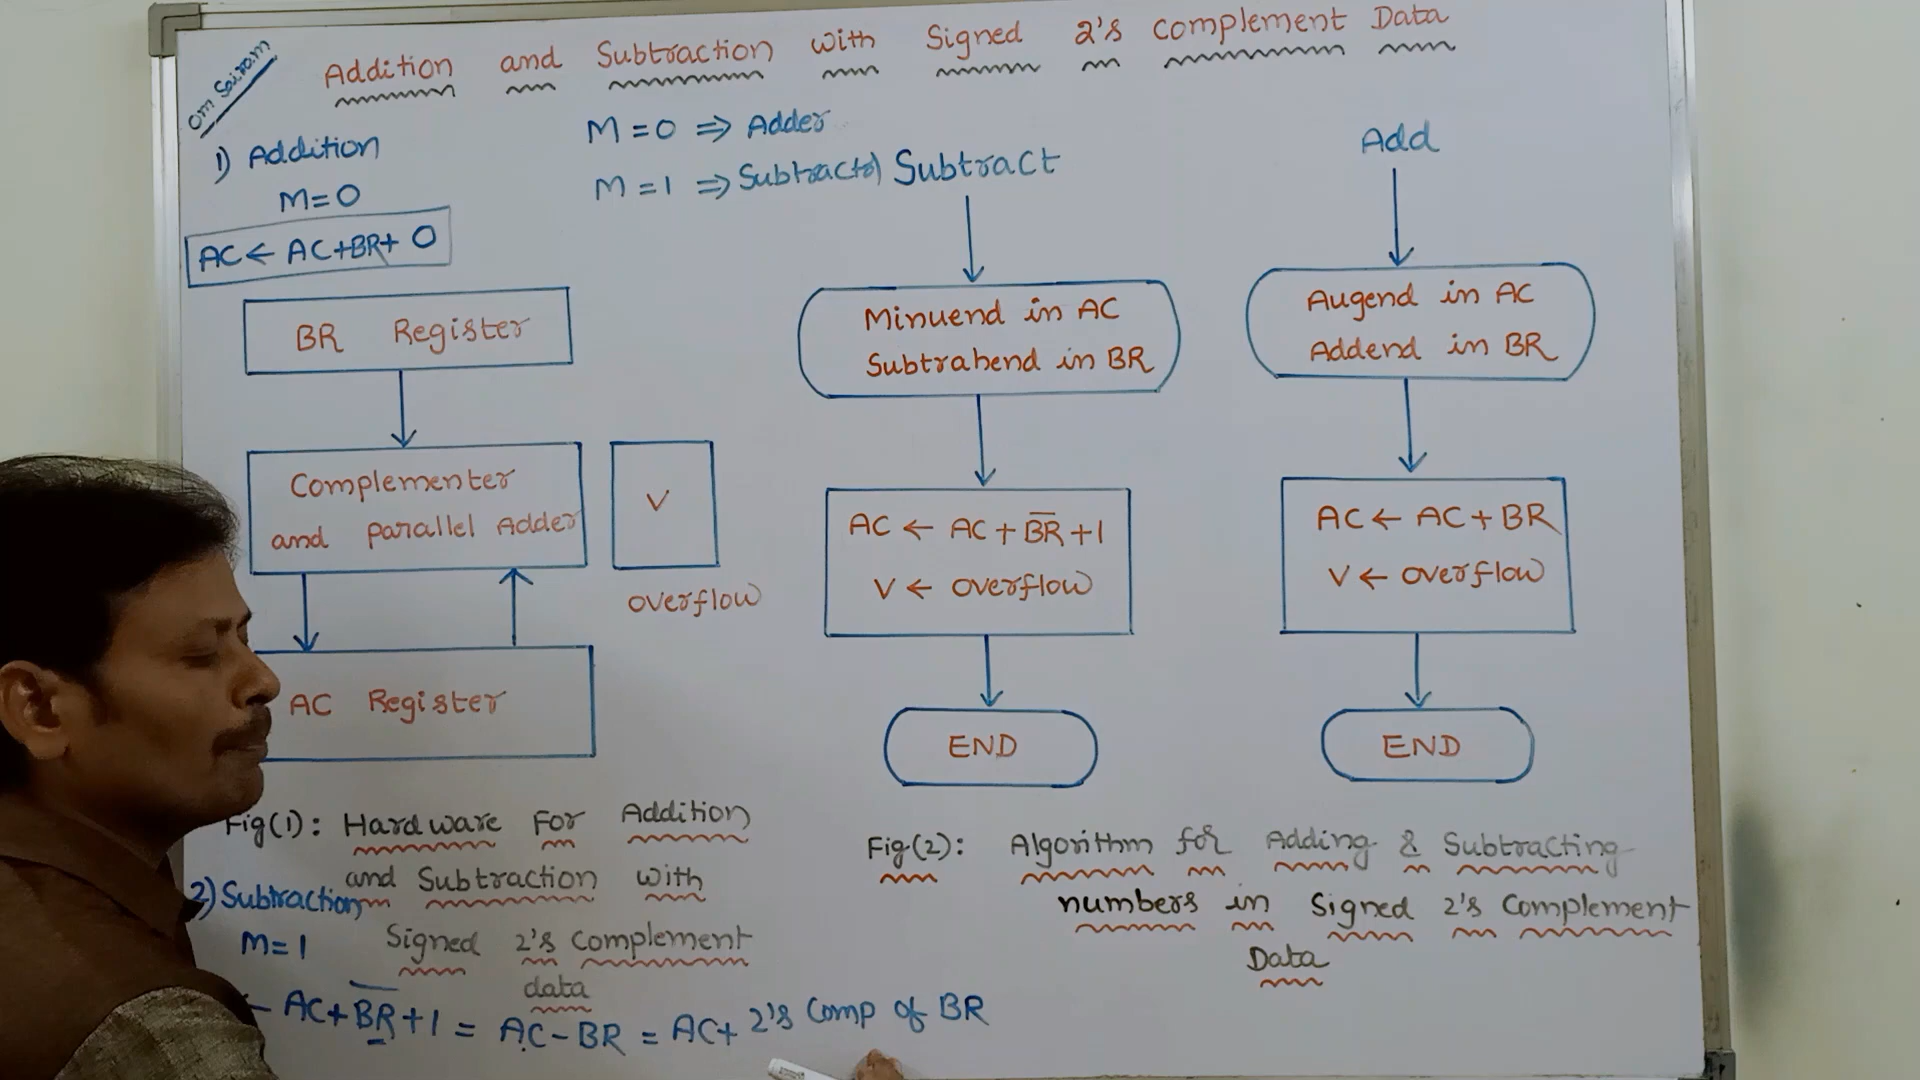 Om Sairam
Addition and Subtraction with Signed 2's complement Data
1) Addition
M=0
AC ← AC+BR+ 0
M=0 ⇒ Adder
M=1 ⇒ Subtractor
Subtract
Add
BR Register
Complementer
and parallel Adder
V
overflow
AC Register
Minuend in AC
Subtrahend in BR
AC ← AC + B̅R̅ +1
V ← overflow
END
Augend in AC
Addend in BR
AC ← AC + BR
V ← overflow
END
Fig(1): Hardware For Addition
and Subtraction with
Signed 2's Complement
data
Fig(2): Algorithm for Adding & Subtracting
numbers in Signed 2's Complement
Data
2) Subtraction
M=1
← AC+B̅R̅+1 = AC-BR = AC+ 2's Comp of BR